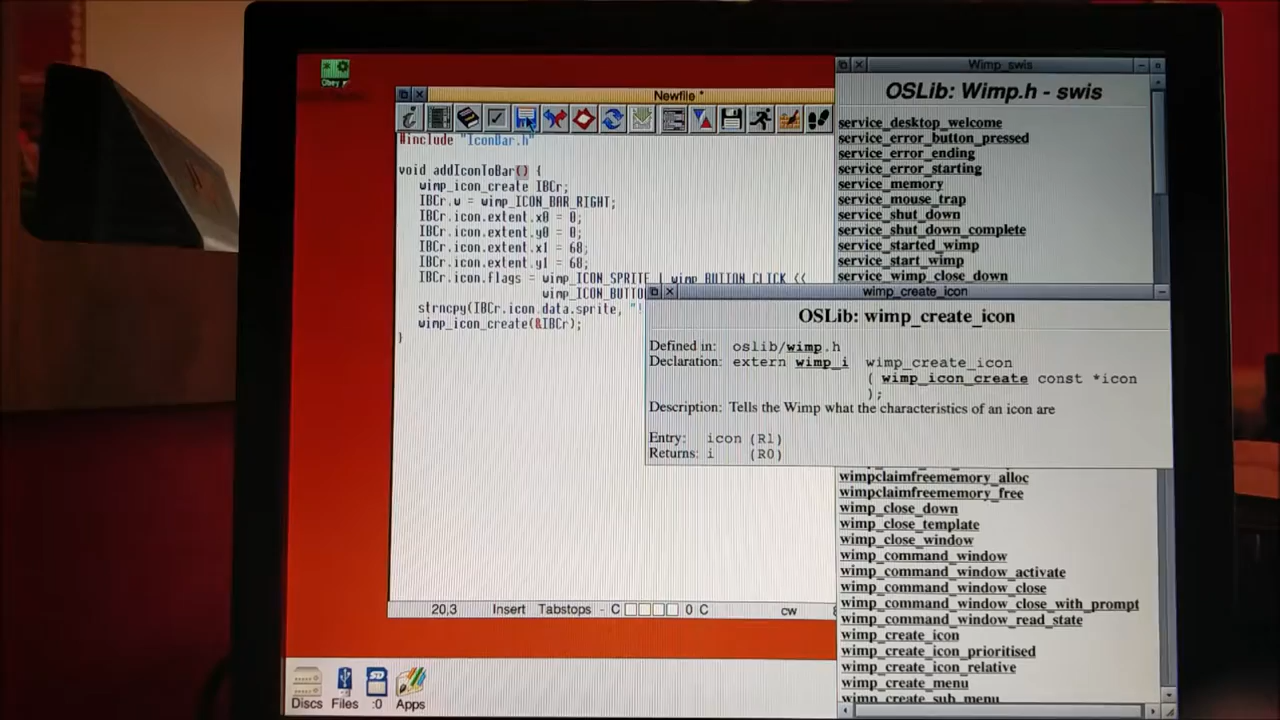 Obey
Newfile *
#include "IconBar.h"
void addIconToBar() {
wimp_icon_create IBCr;
IBCr.w = wimp_ICON_BAR_RIGHT;
IBCr.icon.extent.x0 = 0;
IBCr.icon.extent.y0 = 0;
IBCr.icon.extent.x1 = 68;
IBCr.icon.extent.y1 = 68;
IBCr.icon.flags = wimp_ICON_SPRITE | wimp_BUTTON_CLICK <<
wimp_ICON_BUTTO
strncpy(IBCr.icon.data.sprite, "!
wimp_icon_create(&IBCr);
}
20,3 Insert Tabstops - C 0 C cw
Wimp_swis
OSLib: Wimp.h - swis
service_desktop_welcome
service_error_button_pressed
service_error_ending
service_error_starting
service_memory
service_mouse_trap
service_shut_down
service_shut_down_complete
service_started_wimp
service_start_wimp
service_wimp_close_down
wimp_create_icon
OSLib: wimp_create_icon
Defined in: oslib/wimp.h
Declaration: extern wimp_i wimp_create_icon
( wimp_icon_create const *icon
);
Description: Tells the Wimp what the characteristics of an icon are
Entry: icon (R1)
Returns: i (R0)
wimpclaimfreememory_alloc
wimpclaimfreememory_free
wimp_close_down
wimp_close_template
wimp_close_window
wimp_command_window
wimp_command_window_activate
wimp_command_window_close
wimp_command_window_close_with_prompt
wimp_command_window_read_state
wimp_create_icon
wimp_create_icon_prioritised
wimp_create_icon_relative
wimp_create_menu
wimp_create_sub_menu
Discs Files :0 Apps